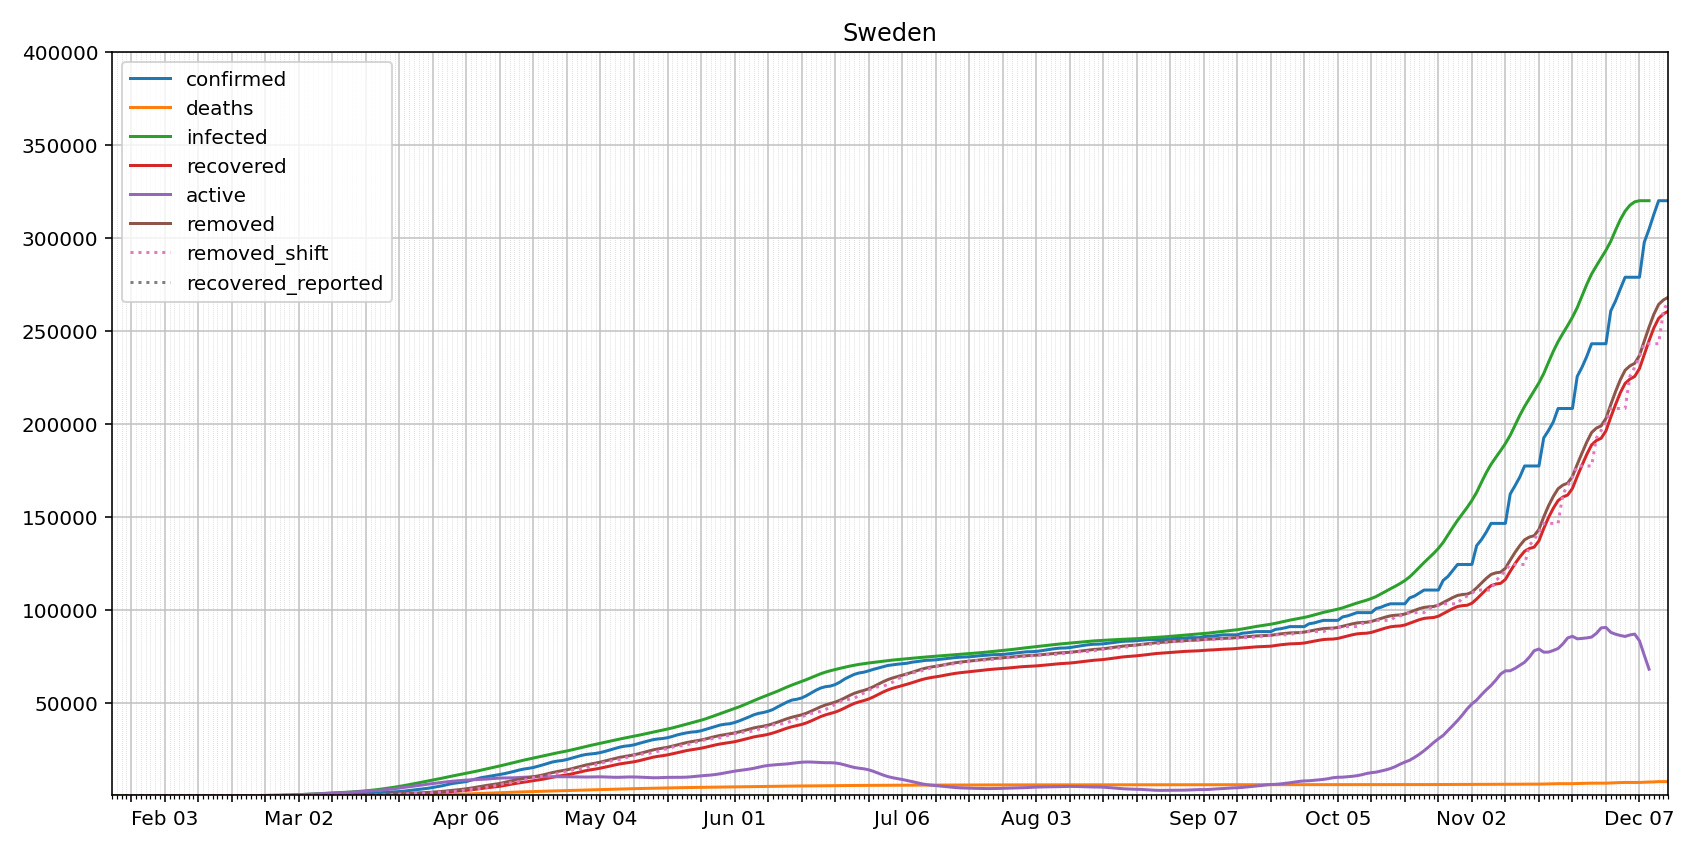 Sweden
400000
350000
300000
250000
200000
150000
100000
50000
confirmed
deaths
infected
recovered
active
removed
removed_shift
recovered_reported
Feb 03 Mar 02 Apr 06 May 04 Jun 01 Jul 06 Aug 03 Sep 07 Oct 05 Nov 02 Dec 07